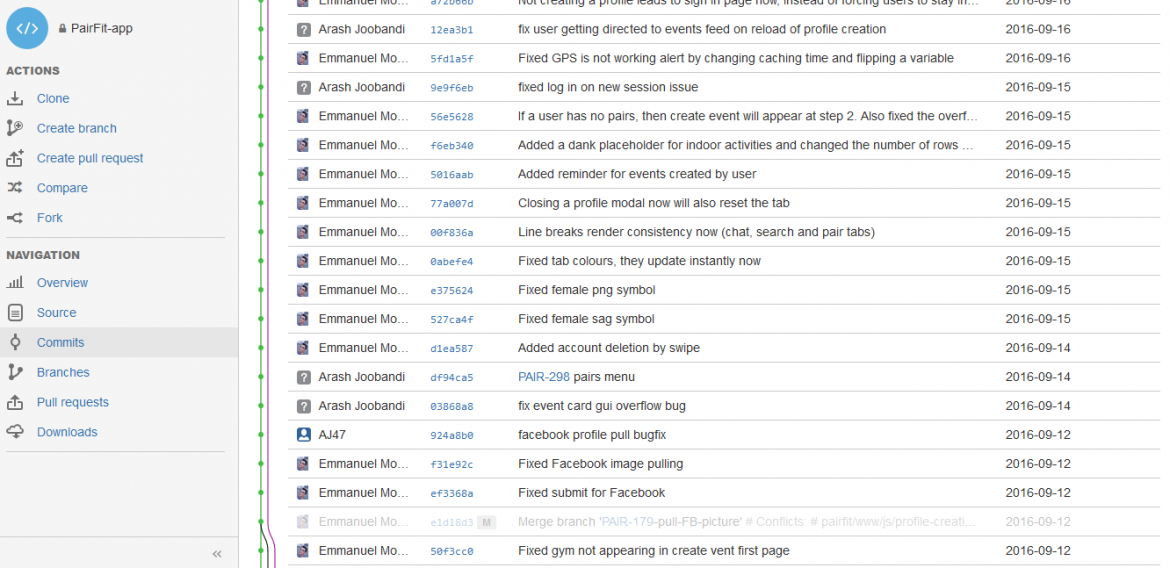 Emmanuel Mo... a72b66b Not creating a profile leads to sign in page now, instead of forcing users to stay in... 2016-09-16
</> PairFit-app
? Arash Joobandi 12ea3b1 fix user getting directed to events feed on reload of profile creation 2016-09-16
Emmanuel Mo... 5fd1a5f Fixed GPS is not working alert by changing caching time and flipping a variable 2016-09-16
ACTIONS
? Arash Joobandi 9e9f6eb fixed log in on new session issue 2016-09-15
Clone
Emmanuel Mo... 56e5628 If a user has no pairs, then create event will appear at step 2. Also fixed the overf... 2016-09-15
Create branch
Emmanuel Mo... f6eb340 Added a dank placeholder for indoor activities and changed the number of rows ... 2016-09-15
Create pull request
Emmanuel Mo... 5016aab Added reminder for events created by user 2016-09-15
Compare
Emmanuel Mo... 77a007d Closing a profile modal now will also reset the tab 2016-09-15
Fork
Emmanuel Mo... 00f836a Line breaks render consistency now (chat, search and pair tabs) 2016-09-15
NAVIGATION
Emmanuel Mo... 0abefe4 Fixed tab colours, they update instantly now 2016-09-15
Overview
Emmanuel Mo... e375624 Fixed female png symbol 2016-09-15
Source
Emmanuel Mo... 527ca4f Fixed female sag symbol 2016-09-15
Commits
Emmanuel Mo... d1ea587 Added account deletion by swipe 2016-09-14
Branches
? Arash Joobandi df94ca5 PAIR-298 pairs menu 2016-09-14
Pull requests
? Arash Joobandi 03868a8 fix event card gui overflow bug 2016-09-14
Downloads
AJ47 924a8b0 facebook profile pull bugfix 2016-09-12
Emmanuel Mo... f31e92c Fixed Facebook image pulling 2016-09-12
Emmanuel Mo... ef3368a Fixed submit for Facebook 2016-09-12
Emmanuel Mo... e1d18d3 M Merge branch 'PAIR-179-pull-FB-picture' # Conflicts: # pairfit/www/js/profile-creati... 2016-09-12
Emmanuel Mo... 50f3cc0 Fixed gym not appearing in create vent first page 2016-09-12
«